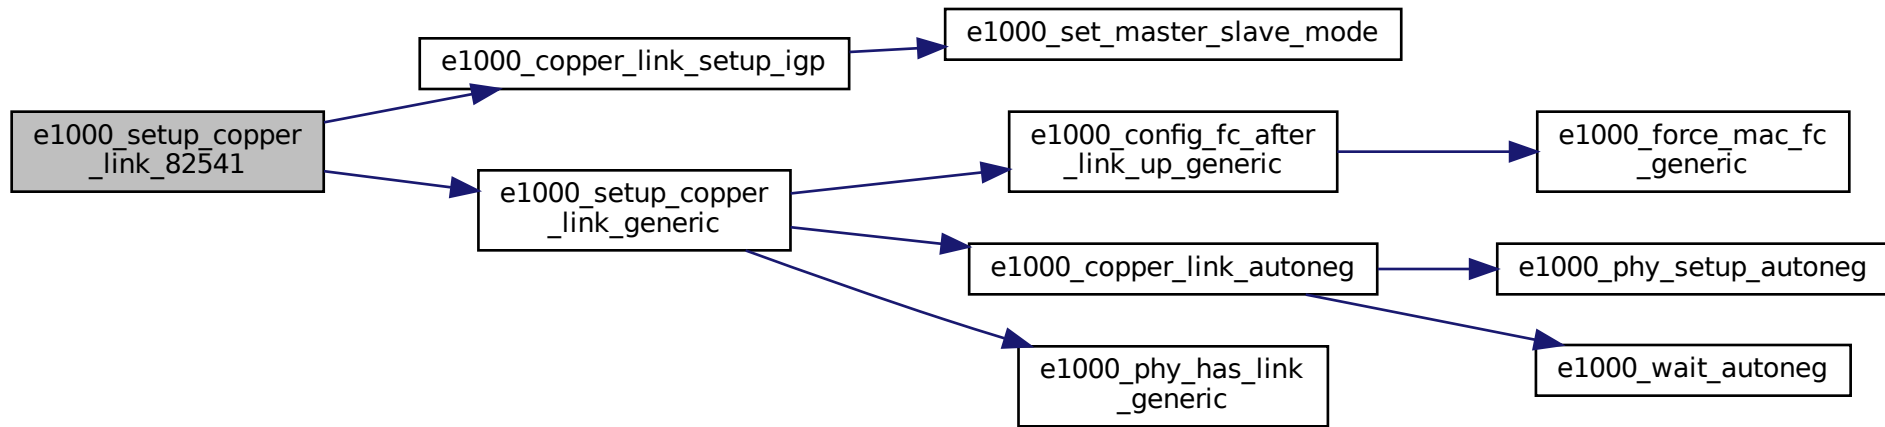 e1000_setup_copper
_link_82541
e1000_copper_link_setup_igp
e1000_set_master_slave_mode
e1000_setup_copper
_link_generic
e1000_config_fc_after
_link_up_generic
e1000_force_mac_fc
_generic
e1000_copper_link_autoneg
e1000_phy_setup_autoneg
e1000_wait_autoneg
e1000_phy_has_link
_generic